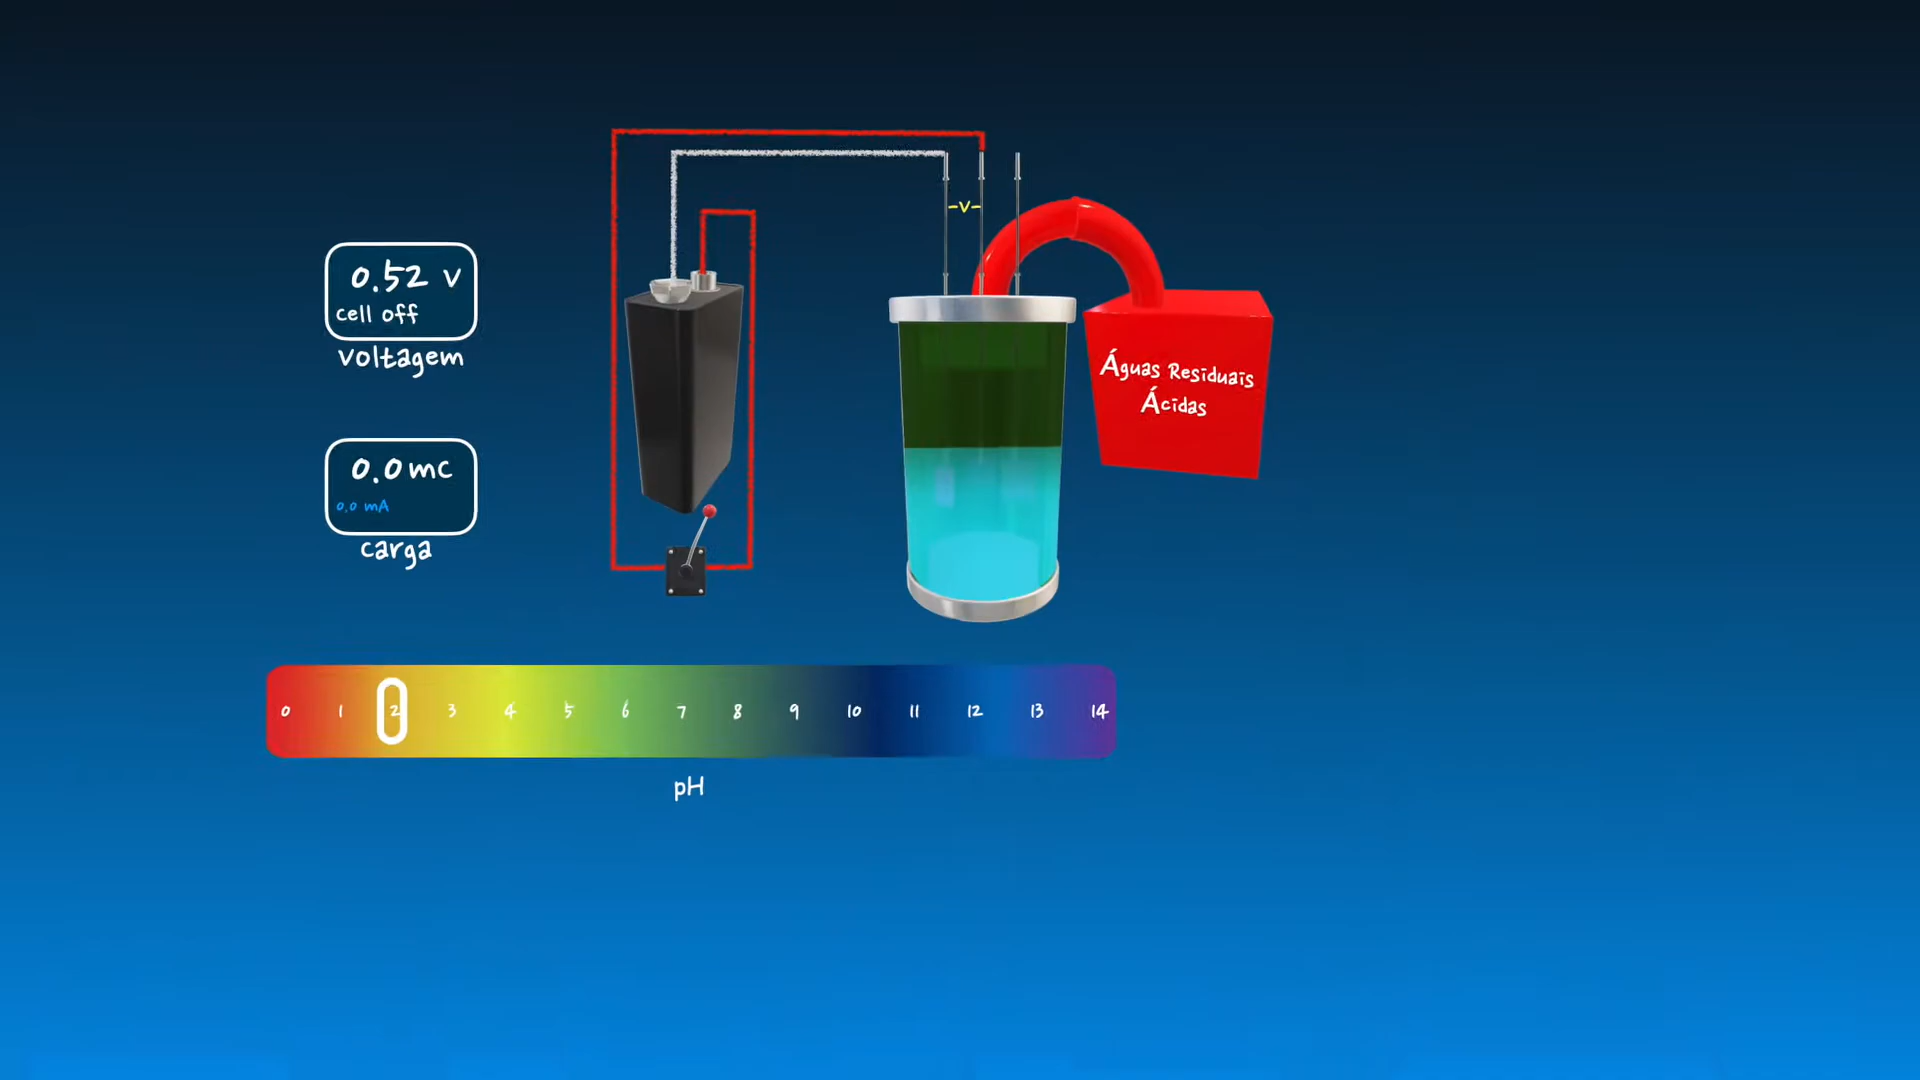 -V-
0.52 V
cell off
voltagem
Águas Residuais
Ácidas
0.0 mC
0.0 mA
carga
0 1 2 3 4 5 6 7 8 9 10 11 12 13 14
pH